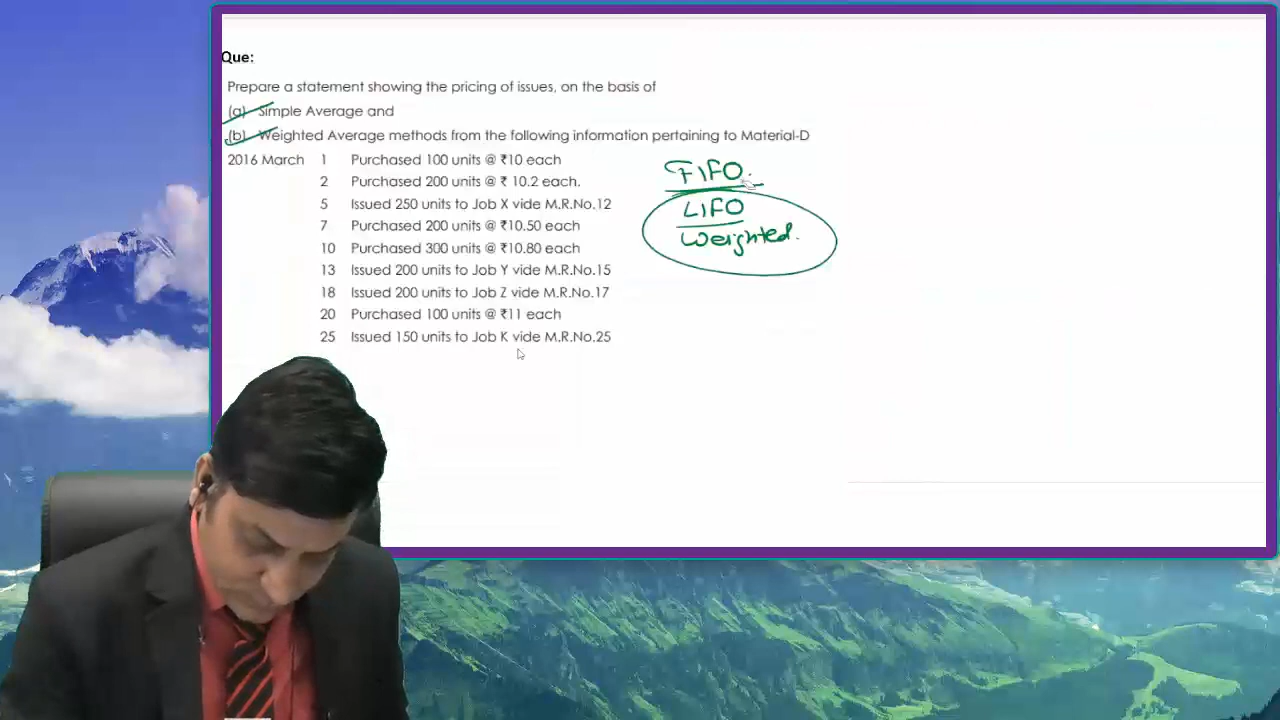 Que:
Prepare a statement showing the pricing of issues, on the basis of
(a) Simple Average and
(b) Weighted Average methods from the following information pertaining to Material-D
2016 March 1 Purchased 100 units @ ₹10 each
2 Purchased 200 units @ ₹ 10.2 each.
5 Issued 250 units to Job X vide M.R.No.12
7 Purchased 200 units @ ₹10.50 each
10 Purchased 300 units @ ₹10.80 each
13 Issued 200 units to Job Y vide M.R.No.15
18 Issued 200 units to Job Z vide M.R.No.17
20 Purchased 100 units @ ₹11 each
25 Issued 150 units to Job K vide M.R.No.25
FIFO.
LIFO
Weighted.